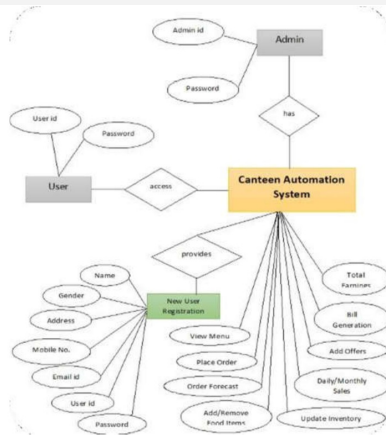 Admin id
Admin
Password
has
User id
Password
User
access
Canteen Automation
System
provides
Name
Gender
Address
Mobile No.
Email id
User id
Password
New User
Registration
View Menu
Place Order
Order Forecast
Add/Remove
Food Items
Total
Earnings
Bill
Generation
Add Offers
Daily/Monthly
Sales
Update Inventory